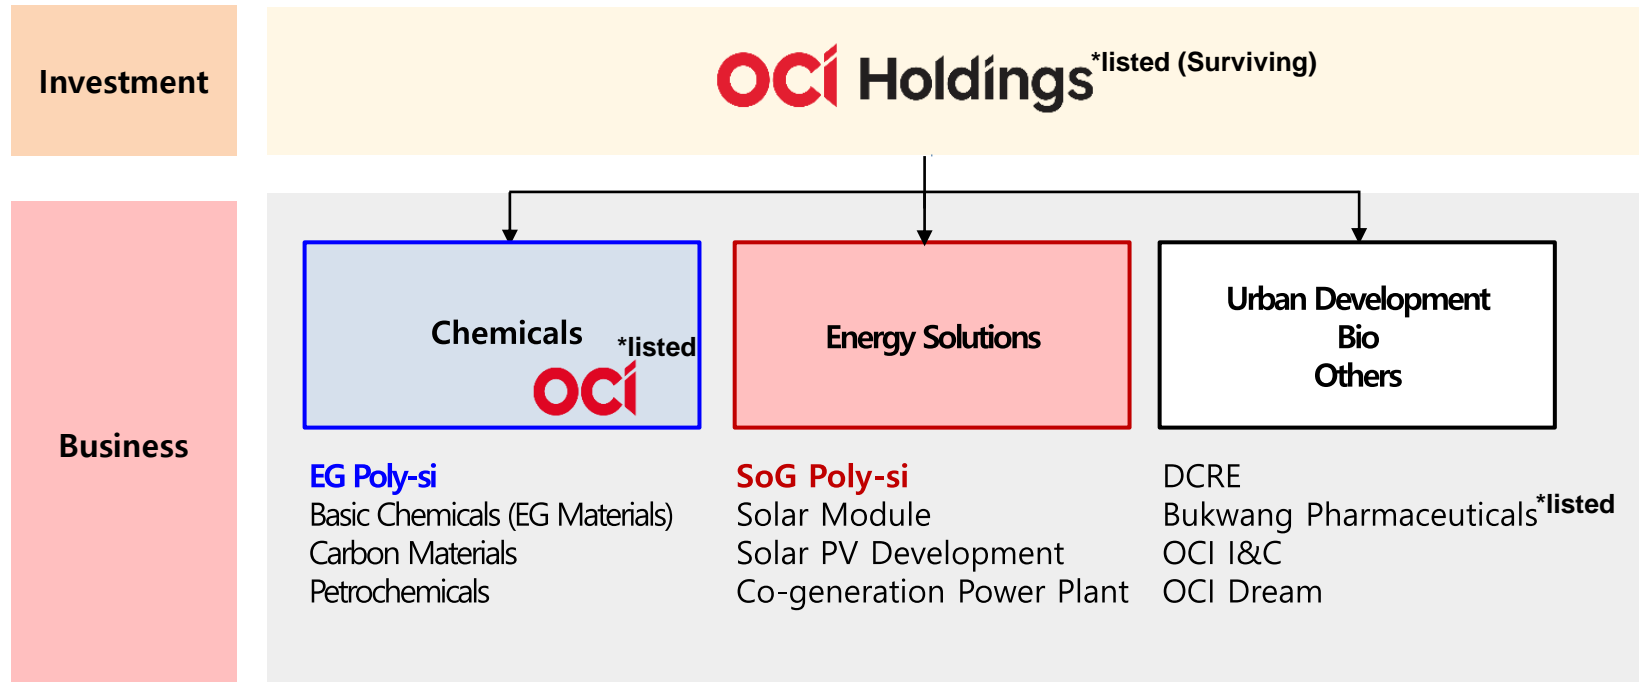 Investment
OCI Holdings*listed (Surviving)
Business
Chemicals
*listed
OCI
Energy Solutions
Urban Development
Bio
Others
EG Poly-si
Basic Chemicals (EG Materials)
Carbon Materials
Petrochemicals
SoG Poly-si
Solar Module
Solar PV Development
Co-generation Power Plant
DCRE
Bukwang Pharmaceuticals*listed
OCI I&C
OCI Dream